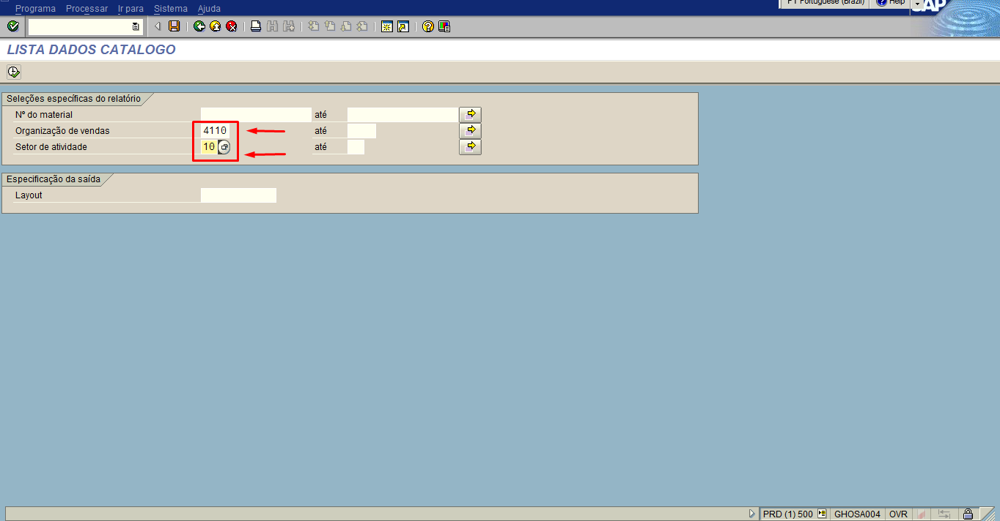 PT Portuguese (Brazil) Help
Programa Processar Ir para Sistema Ajuda
SAP
LISTA DADOS CATALOGO
Seleções específicas do relatório
Nº do material até
Organização de vendas 4110 até
Setor de atividade 10 até
Especificação da saída
Layout
PRD (1) 500 GHOSA004 OVR